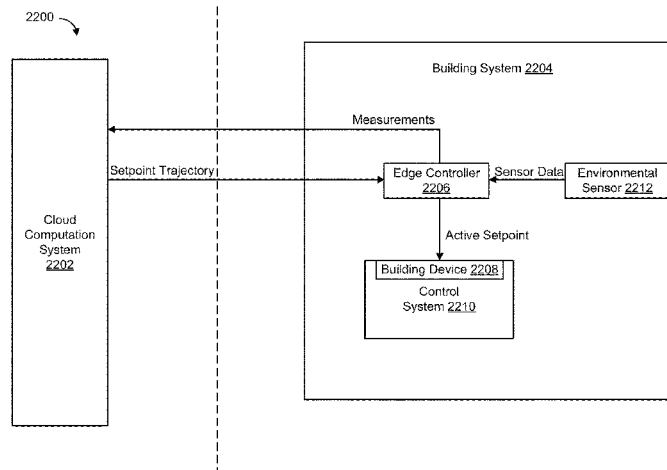 2200
Building System 2204
Measurements
Setpoint Trajectory
Edge Controller
2206
Sensor Data
Environmental
Sensor 2212
Cloud
Computation
System
2202
Active Setpoint
Building Device 2208
Control
System 2210